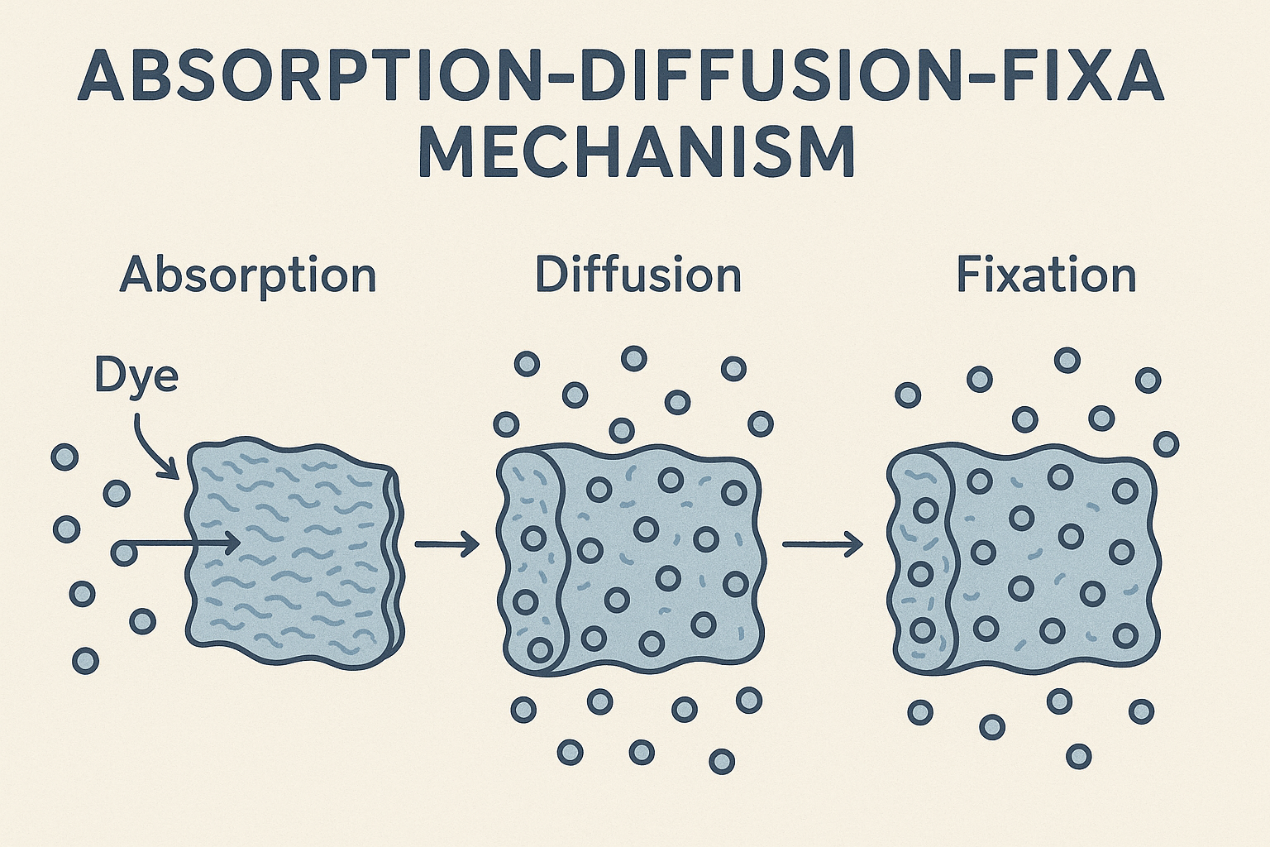 ABSORPTION-DIFFUSION-FIXA
MECHANISM
Absorption
Diffusion
Fixation
Dye